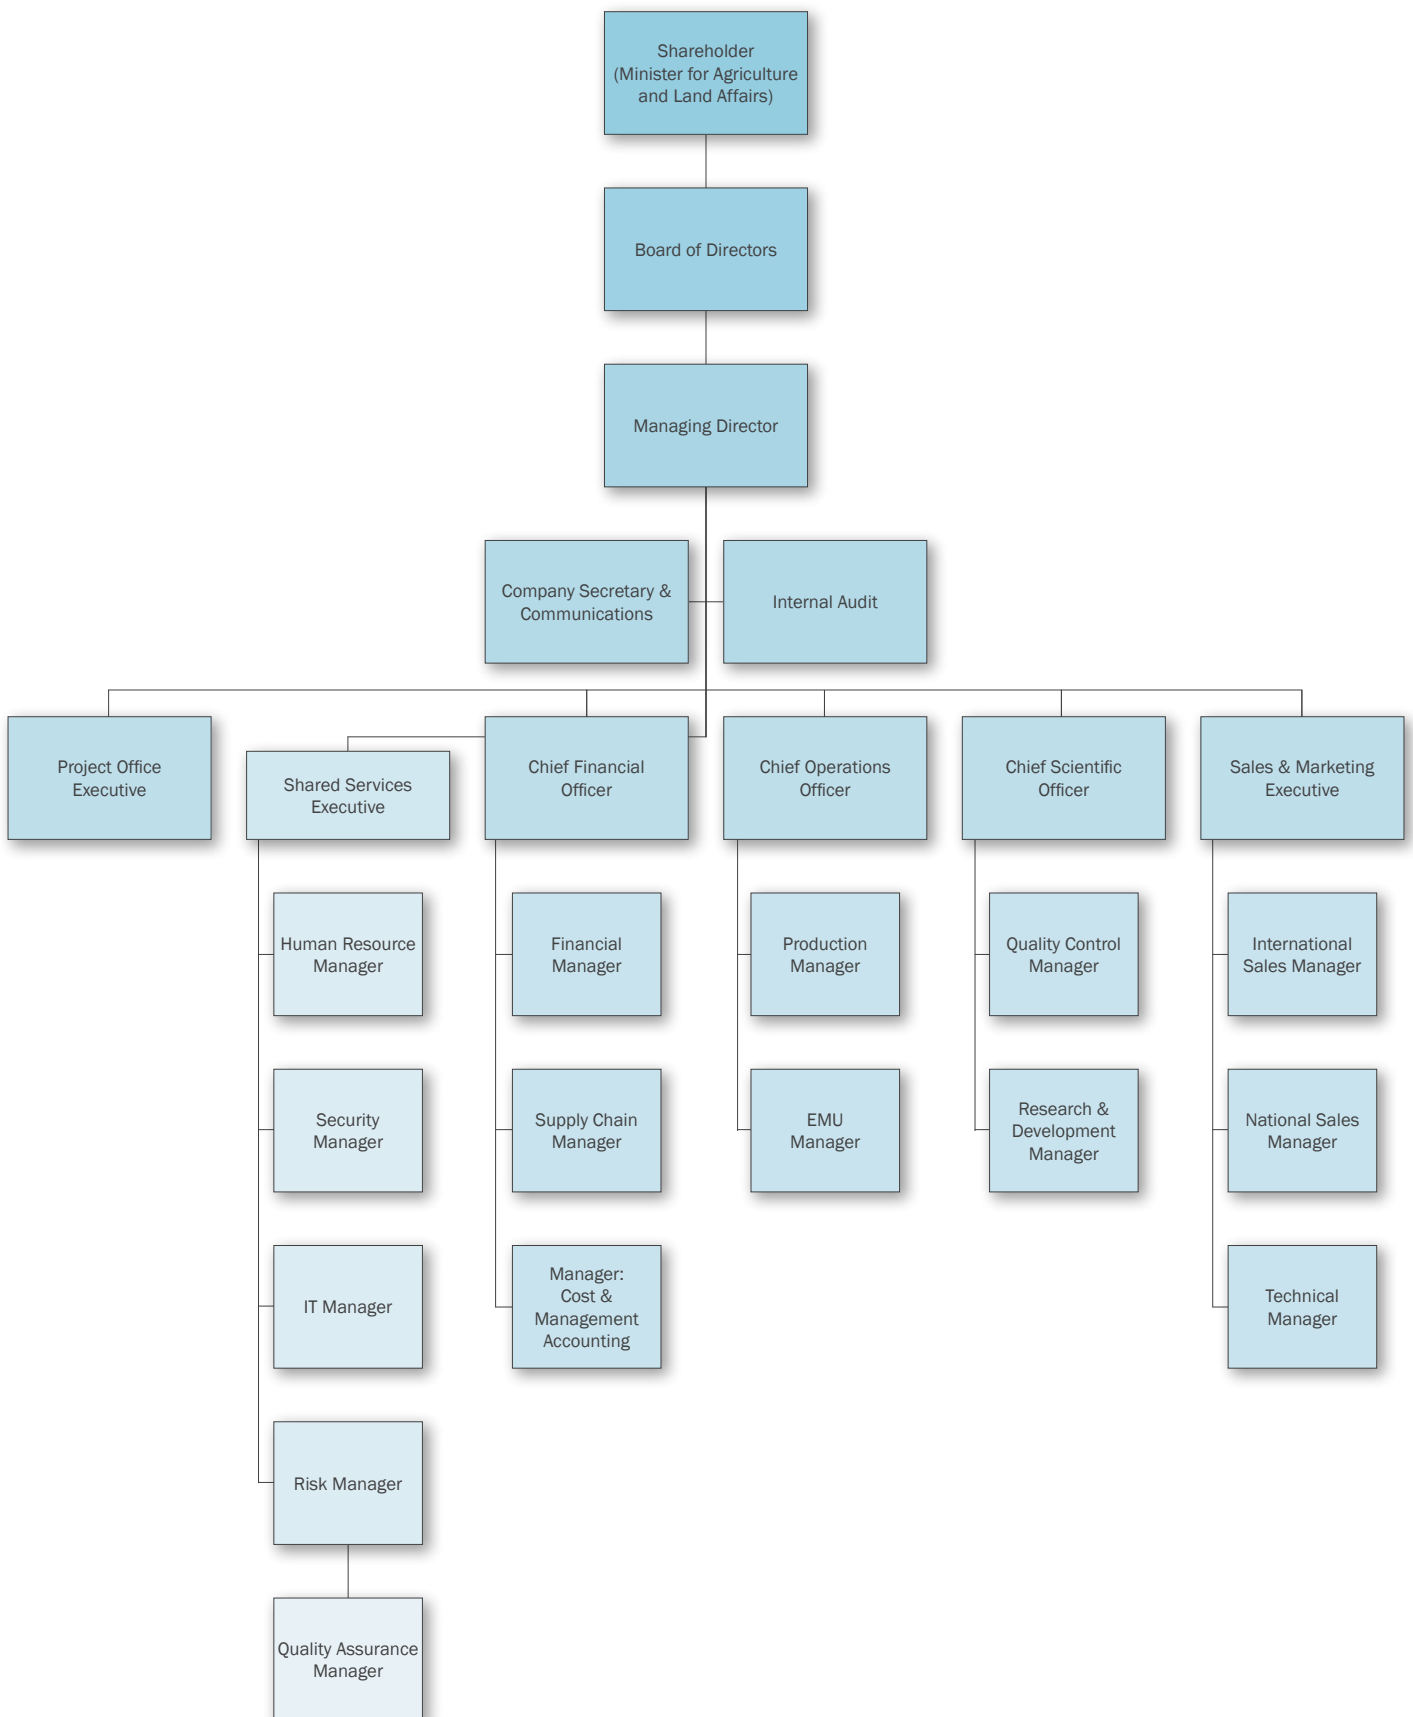 Shareholder
(Minister for Agriculture
and Land Affairs)
Board of Directors
Managing Director
Company Secretary &
Communications
Internal Audit
Project Office
Executive
Shared Services
Executive
Chief Financial
Officer
Chief Operations
Officer
Chief Scientific
Officer
Sales & Marketing
Executive
Human Resource
Manager
Financial
Manager
Production
Manager
Quality Control
Manager
International
Sales Manager
Security
Manager
Supply Chain
Manager
EMU
Manager
Research &
Development
Manager
National Sales
Manager
IT Manager
Manager:
Cost &
Management
Accounting
Technical
Manager
Risk Manager
Quality Assurance
Manager